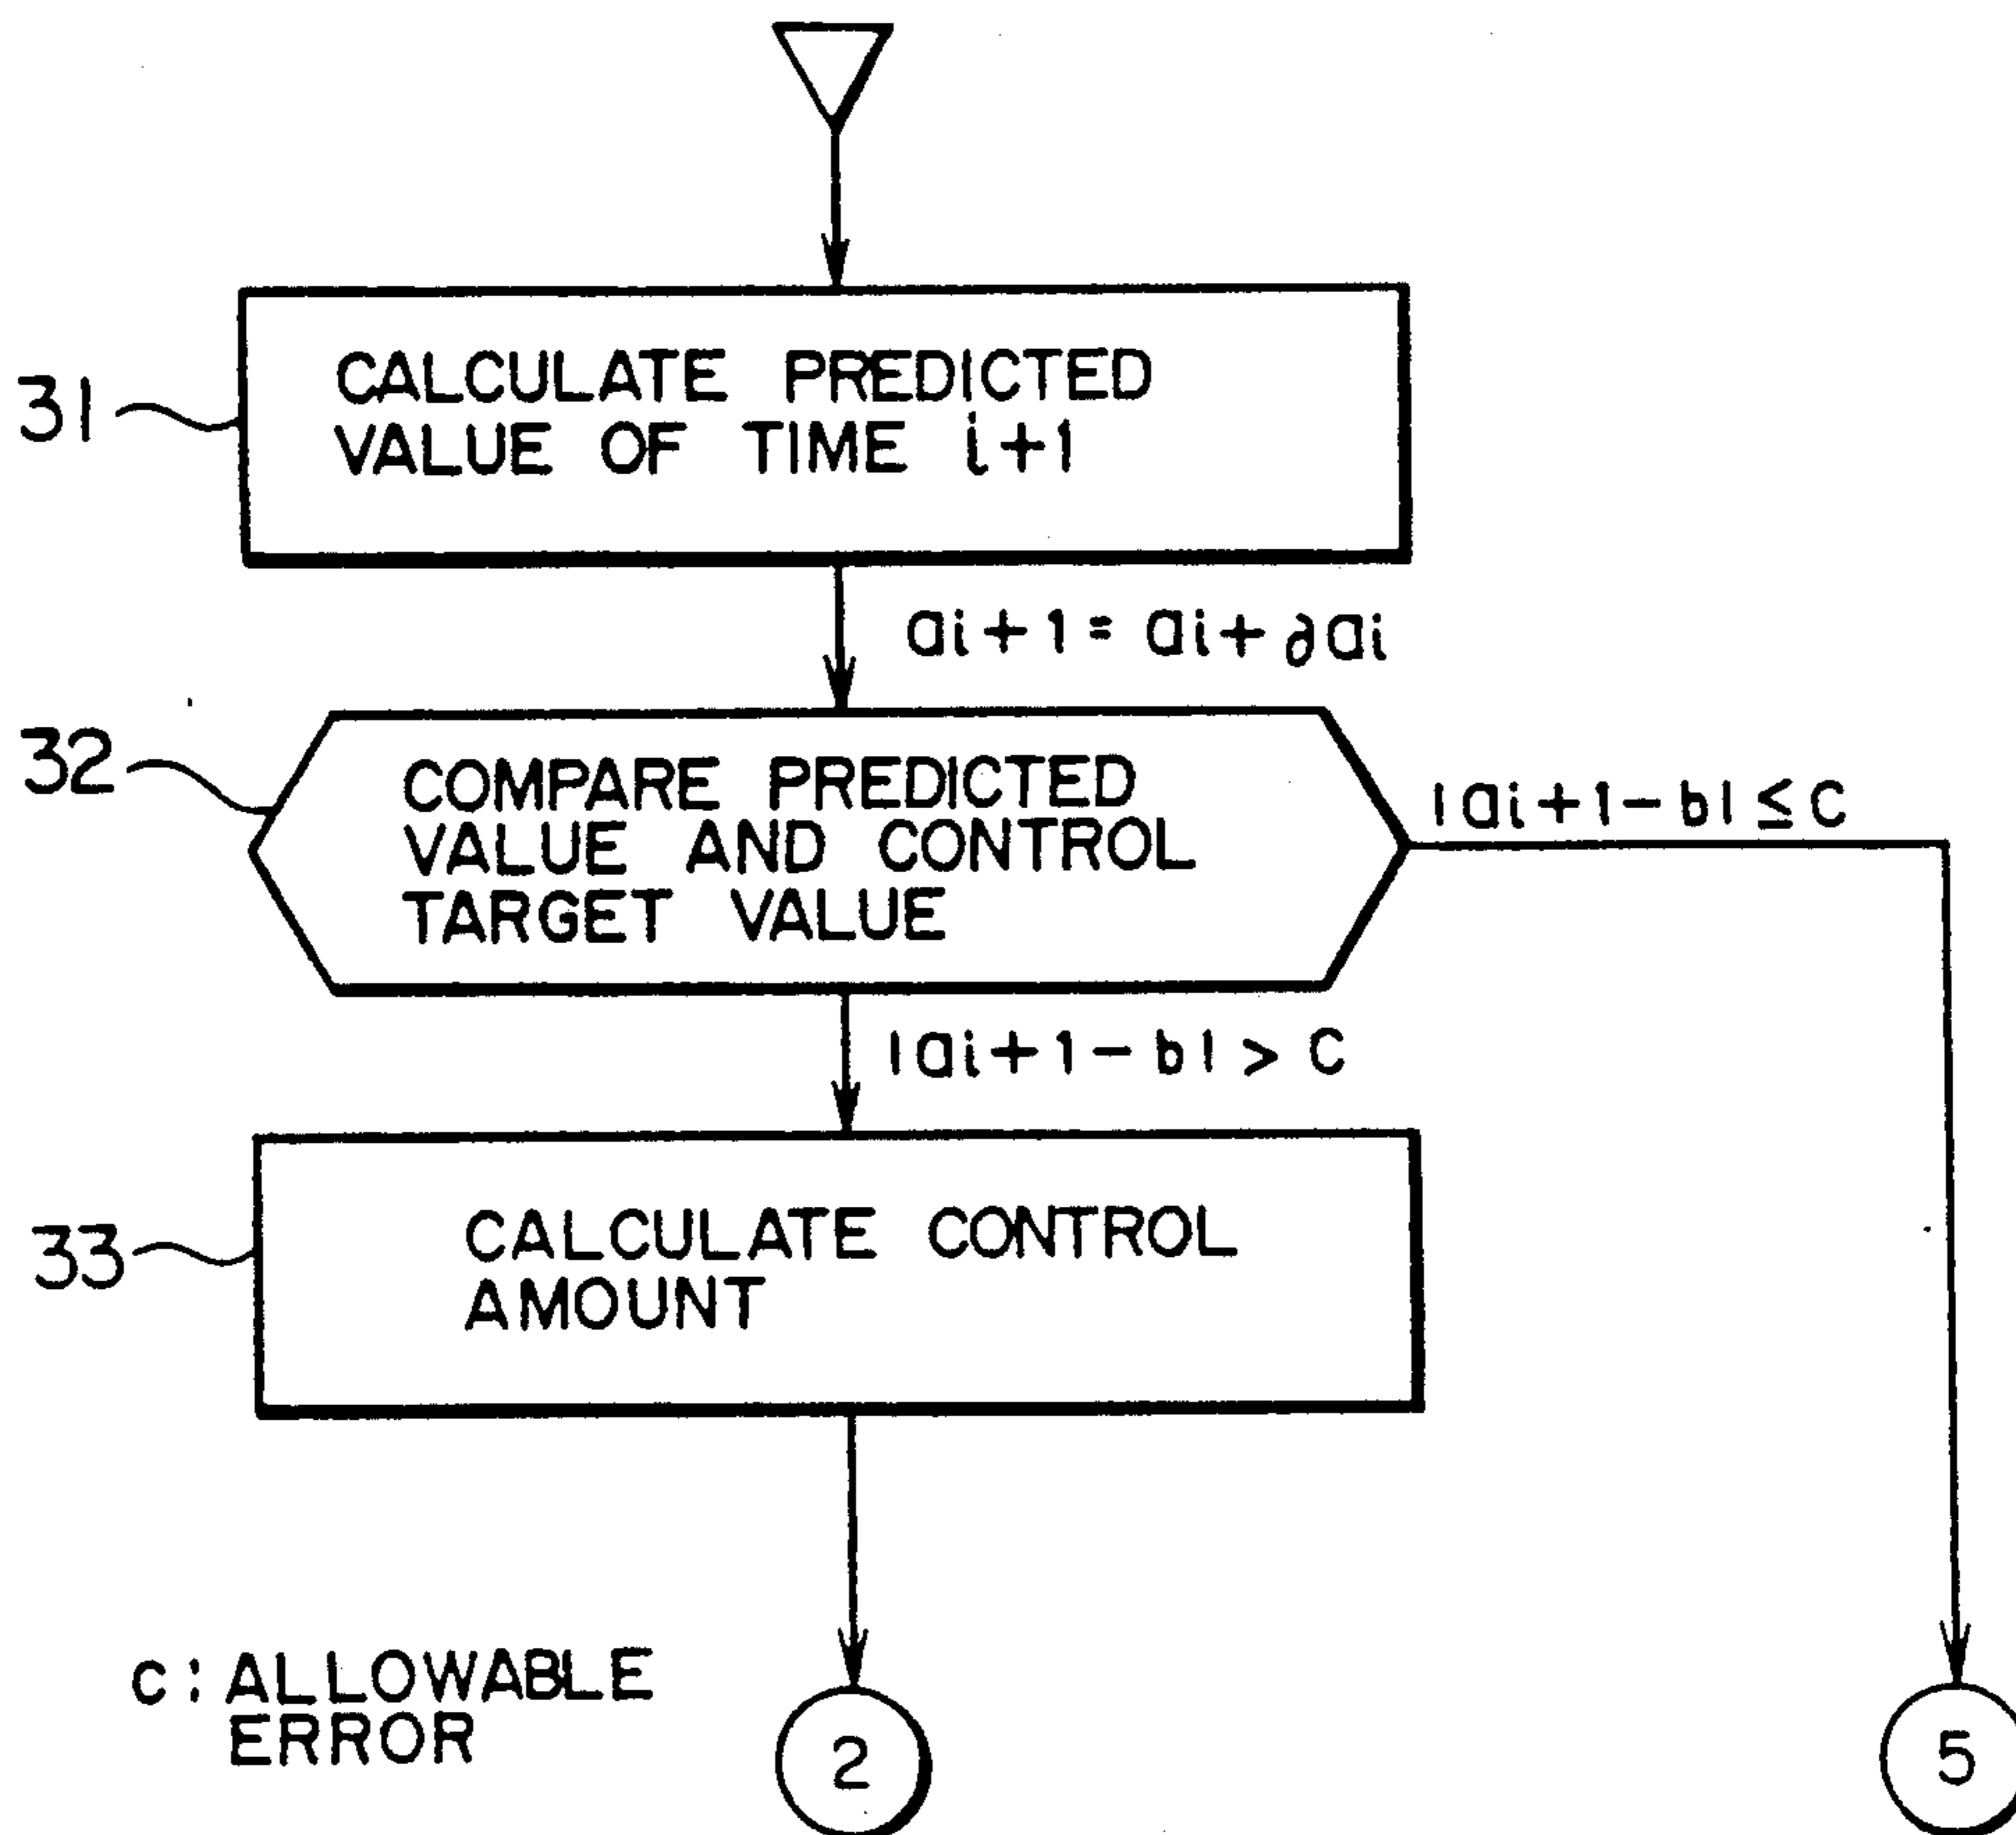 31
CALCULATE PREDICTED
VALUE OF TIME i+1
ai+1= ai+∂ai
32
COMPARE PREDICTED
VALUE AND CONTROL
TARGET VALUE
|ai+1-b|≤C
|ai+1-b|> C
33
CALCULATE CONTROL
AMOUNT
C: ALLOWABLE
ERROR
2
5